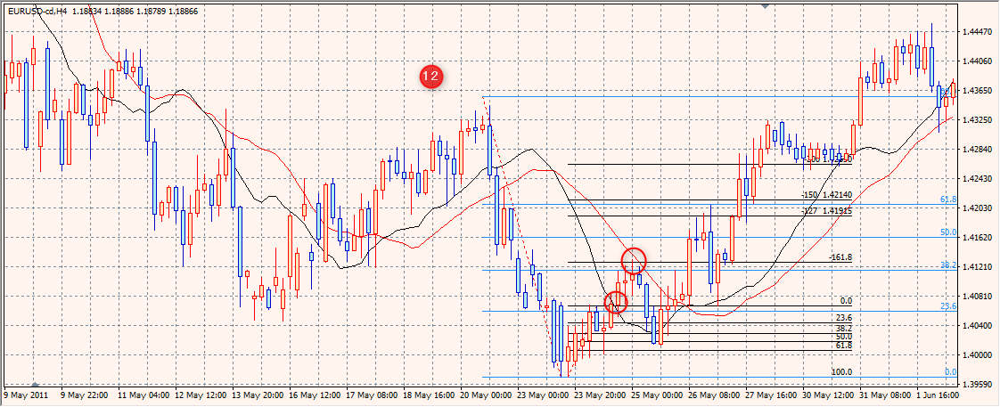 EURUSD-cd,H4 1.18834 1.18886 1.18789 1.18866
12
1.44470
1.44060
1.43650
1.43250
1.42840
1.42430
1.42030
1.41620
1.41210
1.40810
1.40400
1.40000
1.39590
-150 1.42140
61.8
-127 1.41915
50.0
-161.8
38.2
0.0
23.6
23.6
38.2
50.0
61.8
100.0
0.0
9 May 2011
9 May 22:00
11 May 04:00
12 May 12:00
13 May 20:00
16 May 12:00
17 May 08:00
18 May 16:00
20 May 00:00
23 May 00:00
23 May 20:00
25 May 00:00
26 May 08:00
27 May 16:00
30 May 12:00
31 May 08:00
1 Jun 16:00